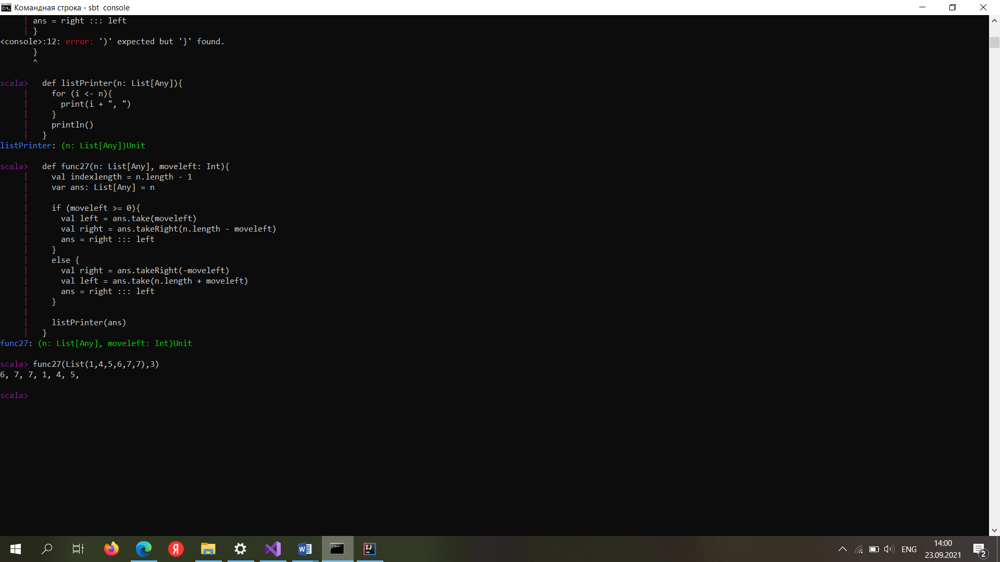 Командная строка - sbt  console
     | ans = right ::: left
     | }
<console>:12: error: ')' expected but '}' found.
       }
       ^
scala>   def listPrinter(n: List[Any]){
     |     for (i <- n){
     |       print(i + ", ")
     |     }
     |     println()
     |   }
listPrinter: (n: List[Any])Unit
scala>   def func27(n: List[Any], moveleft: Int){
     |     val indexlength = n.length - 1
     |     var ans: List[Any] = n
     |
     |     if (moveleft >= 0){
     |       val left = ans.take(moveleft)
     |       val right = ans.takeRight(n.length - moveleft)
     |       ans = right ::: left
     |     }
     |     else {
     |       val right = ans.takeRight(-moveleft)
     |       val left = ans.take(n.length + moveleft)
     |       ans = right ::: left
     |     }
     |
     |     listPrinter(ans)
     |   }
func27: (n: List[Any], moveleft: Int)Unit
scala> func27(List(1,4,5,6,7,7),3)
6, 7, 7, 1, 4, 5,
scala>
ENG
14:00
23.09.2021
2